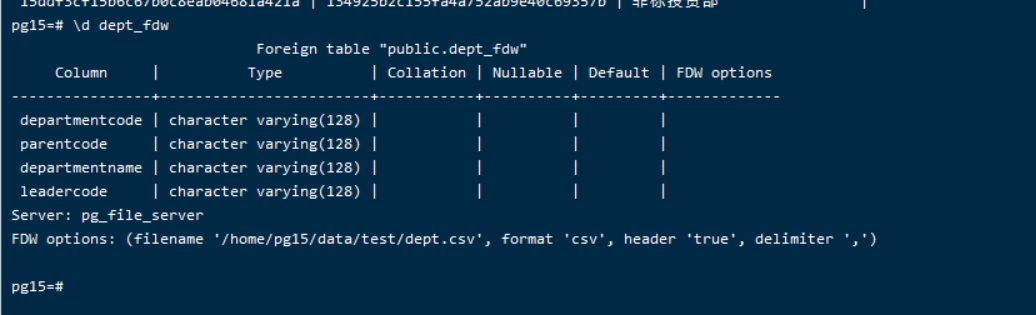 非标投资部 |
pg15=# \d dept_fdw
Foreign table "public.dept_fdw"
Column | Type | Collation | Nullable | Default | FDW options
----------------+------------------------+-----------+----------+---------+-------------
departmentcode | character varying(128) | | | |
parentcode | character varying(128) | | | |
departmentname | character varying(128) | | | |
leadercode | character varying(128) | | | |
Server: pg_file_server
FDW options: (filename '/home/pg15/data/test/dept.csv', format 'csv', header 'true', delimiter ',')
pg15=#